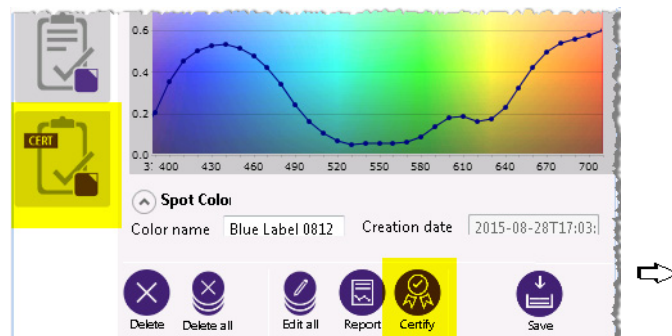 0.6
0.4
CERT
0.2
0.0
3: 400 430 460 490 520 550 580 610 640 670 700
Spot Color
Color name Blue Label 0812 Creation date 2015-08-28T17:03:
Delete Delete all Edit all Report Certify Save